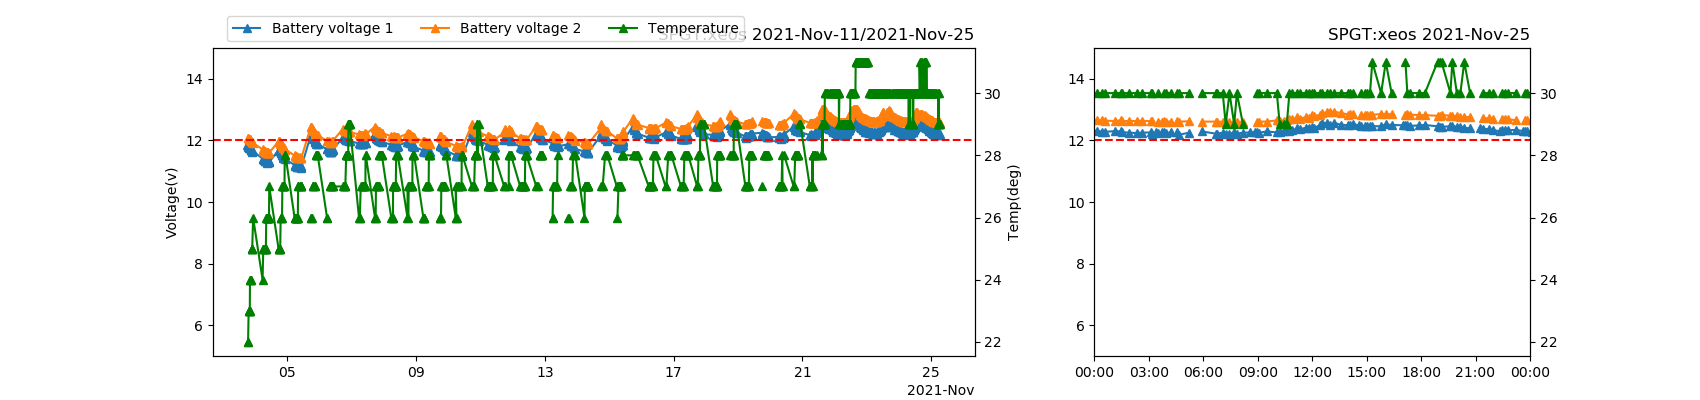 Battery voltage 1 Battery voltage 2 Temperature
SPGT:xeos 2021-Nov-11/2021-Nov-25
Voltage(v)
14
12
10
8
6
30
28
26
24
22
Temp(deg)
05 09 13 17 21 25
2021-Nov
SPGT:xeos 2021-Nov-25
14
12
10
8
6
30
28
26
24
22
00:00 03:00 06:00 09:00 12:00 15:00 18:00 21:00 00:00